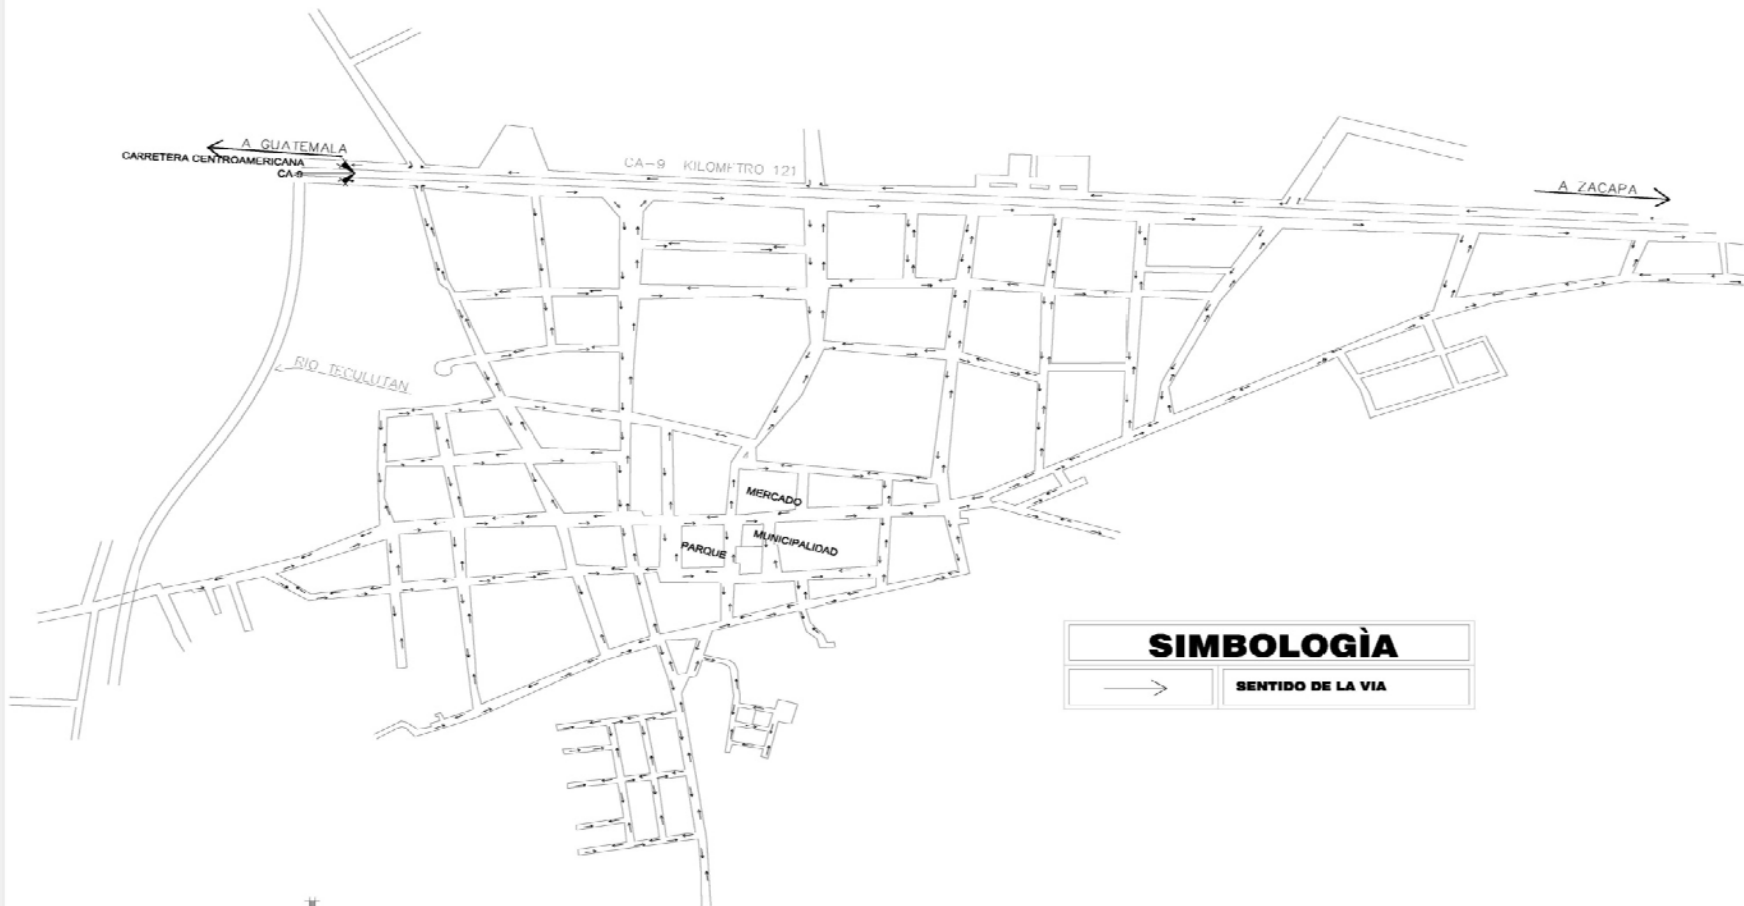 A GUATEMALA
CARRETERA CENTROAMERICANA
CA-9
CA-9 KILOMETRO 121
A ZACAPA
RIO TECULUTAN
MERCADO
MUNICIPALIDAD
PARQUE
SIMBOLOGÌA
SENTIDO DE LA VIA